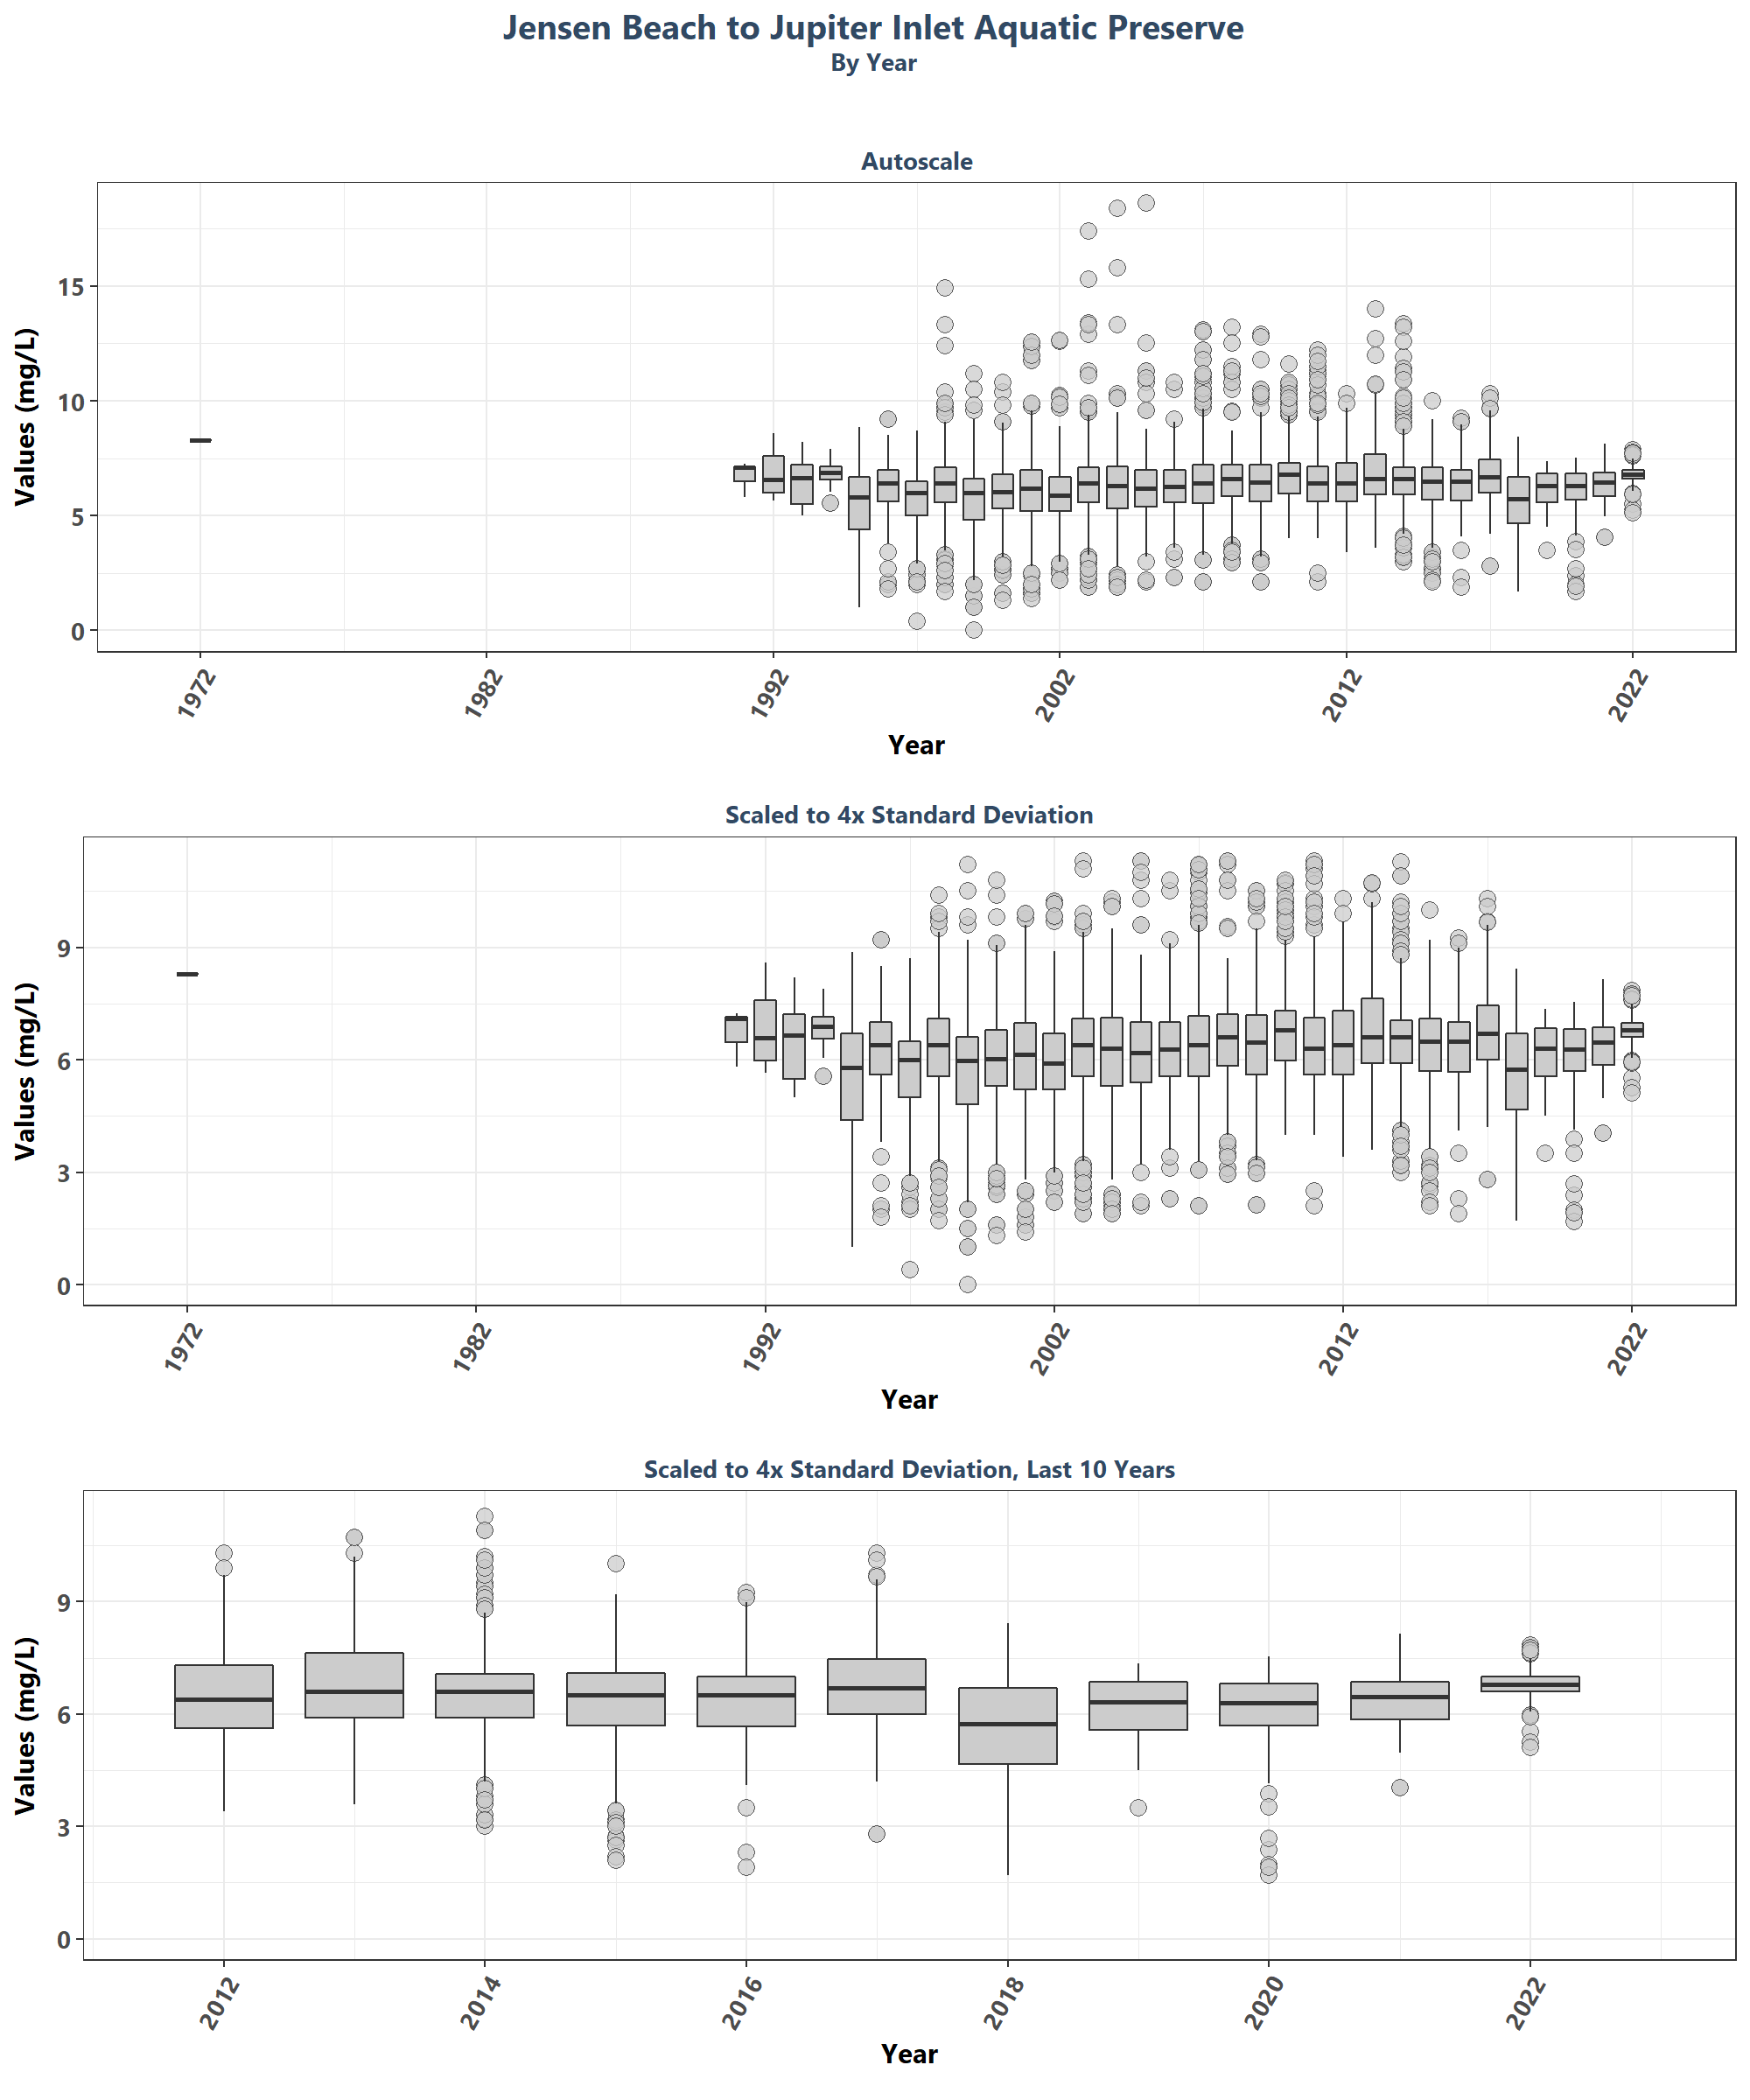 Jensen Beach to Jupiter Inlet Aquatic Preserve
By Year
Autoscale
Values (mg/L)
15
10
5
0
1972
1982
1992
2002
2012
2022
Year
Scaled to 4x Standard Deviation
Values (mg/L)
9
6
3
0
1972
1982
1992
2002
2012
2022
Year
Scaled to 4x Standard Deviation, Last 10 Years
Values (mg/L)
9
6
3
0
2012
2014
2016
2018
2020
2022
Year